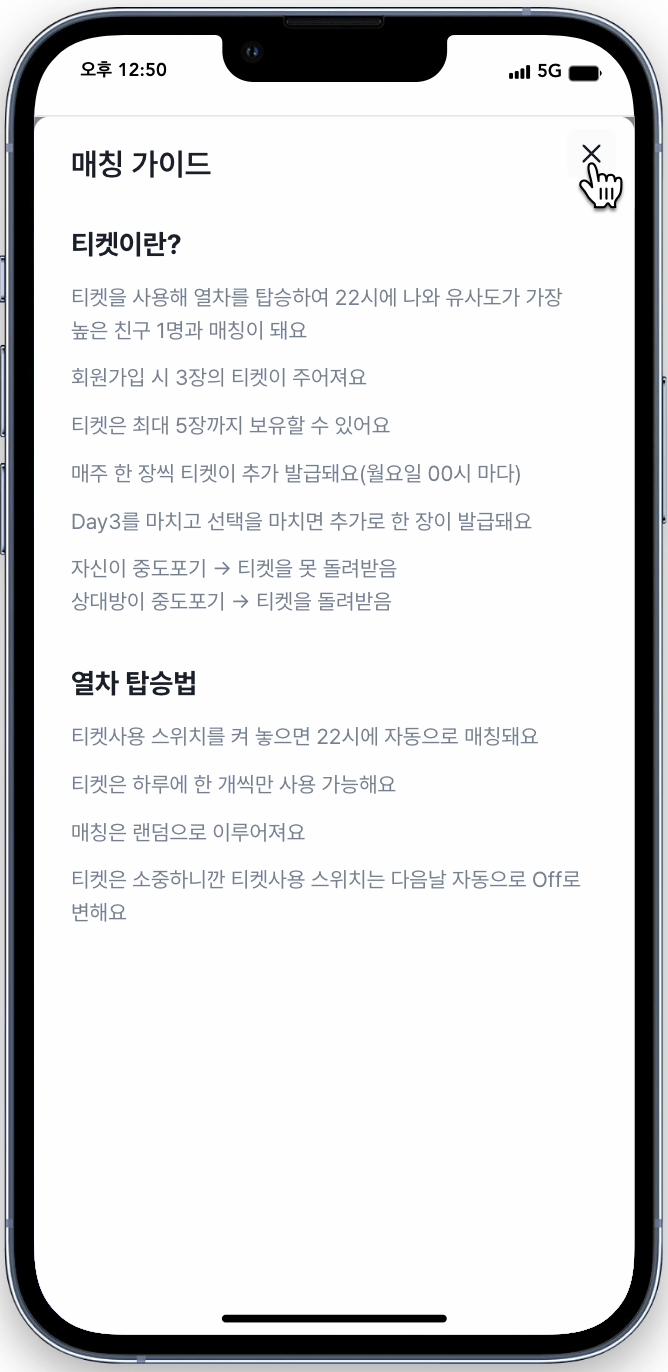 오후 12:50
5G
매칭 가이드
티켓이란?
티켓을 사용해 열차를 탑승하여 22시에 나와 유사도가 가장
높은 친구 1명과 매칭이 돼요
회원가입 시 3장의 티켓이 주어져요
티켓은 최대 5장까지 보유할 수 있어요
매주 한 장씩 티켓이 추가 발급돼요(월요일 00시 마다)
Day3를 마치고 선택을 마치면 추가로 한 장이 발급돼요
자신이 중도포기 → 티켓을 못 돌려받음
상대방이 중도포기 → 티켓을 돌려받음
열차 탑승법
티켓사용 스위치를 켜 놓으면 22시에 자동으로 매칭돼요
티켓은 하루에 한 개씩만 사용 가능해요
매칭은 랜덤으로 이루어져요
티켓은 소중하니깐 티켓사용 스위치는 다음날 자동으로 Off로
변해요